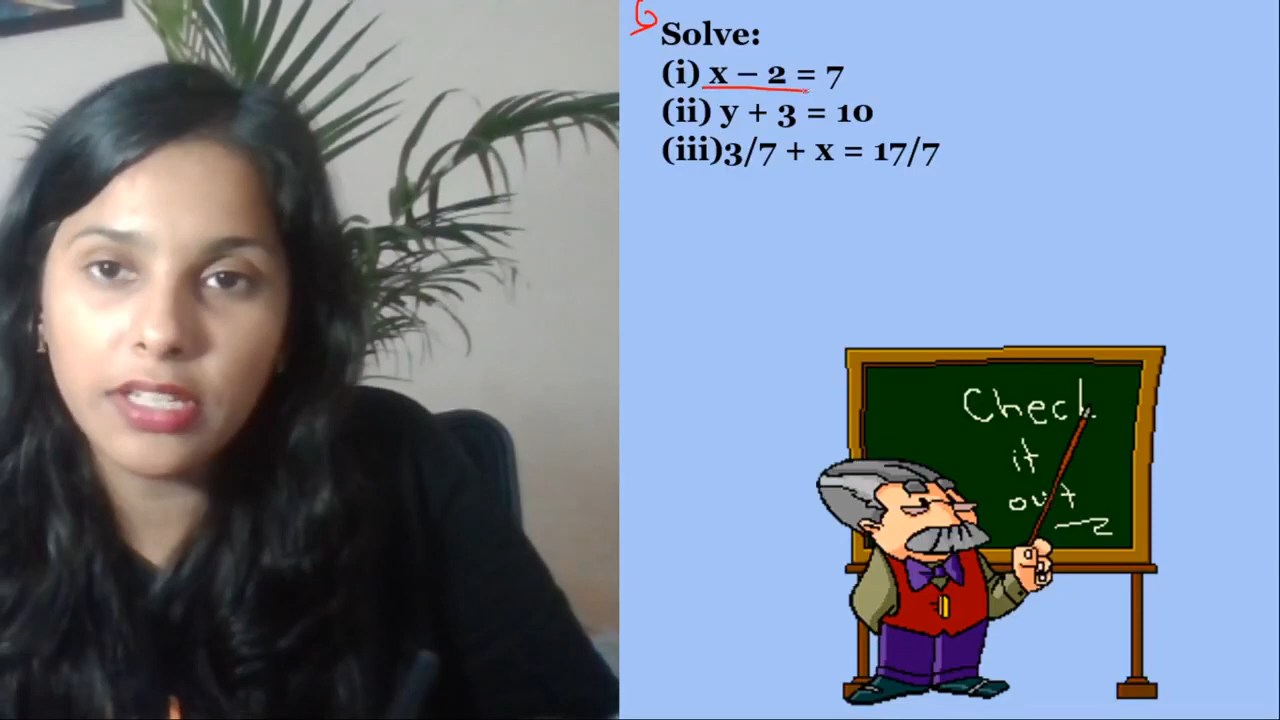 Solve:
(i) x – 2 = 7
(ii) y + 3 = 10
(iii)3/7 + x = 17/7
Check
it
out